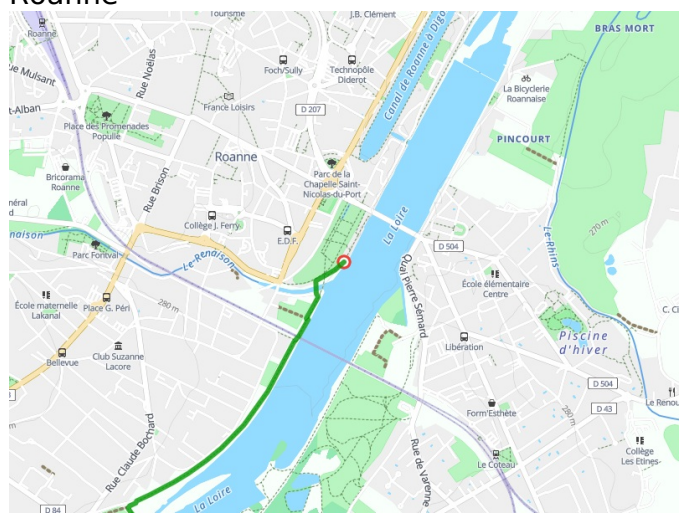 Roanne
Tourisme
J.B. Clément
BRAS MORT
Roanne
Rue Mulsant
Rue Noëlas
Foch/Sully
Technopôle
Diderot
Canal de Roanne à Digo
La Bicyclerie
Roannaise
t-Alban
France Loisirs
D 207
Place des Promenades
Populle
PINCOURT
Roanne
Bricorama
Roanne
Rue Brison
Parc de la
Chapelle Saint-
Nicolas-du-Port
270 m
néral
d
Collège J. Ferry
La Loire
Le-Rhins
naison
E.D.F.
D 504
Parc Fontval
Le-Renaison
Quai Pierre Sémard
École élémentaire
Centre
École maternelle
Lakanal
280 m
Place G. Péri
C. Ci
Piscine
d'hiver
Libération
Bellevue
Club Suzanne
Lacore
D 504
Le Renou
Form'Esthète
280 m
D 43
Rue Claude Bochard
Rue de Varenne
Le Coteau
Collège
Les Etines-
La Loire
D 84